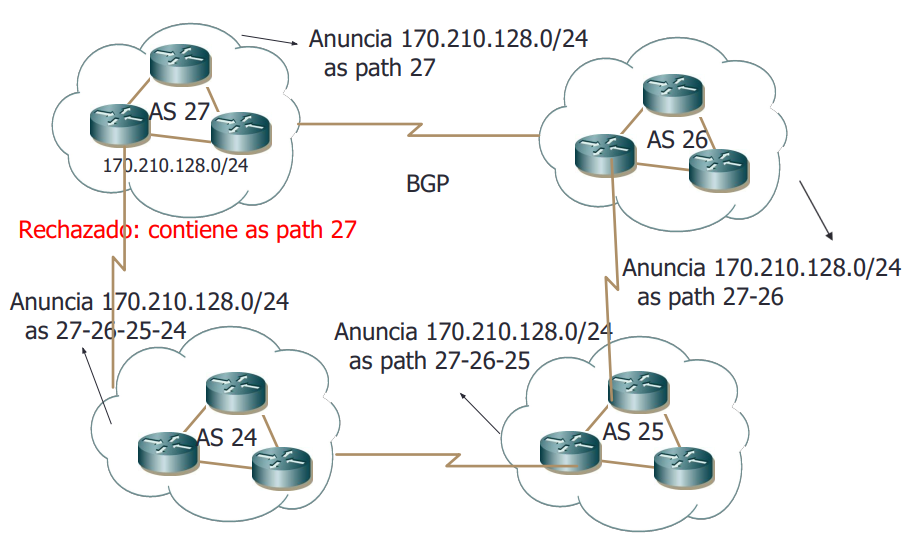 Anuncia 170.210.128.0/24
as path 27
AS 27
170.210.128.0/24
AS 26
BGP
Rechazado: contiene as path 27
Anuncia 170.210.128.0/24
as path 27-26
Anuncia 170.210.128.0/24
as 27-26-25-24
Anuncia 170.210.128.0/24
as path 27-26-25
AS 24
AS 25